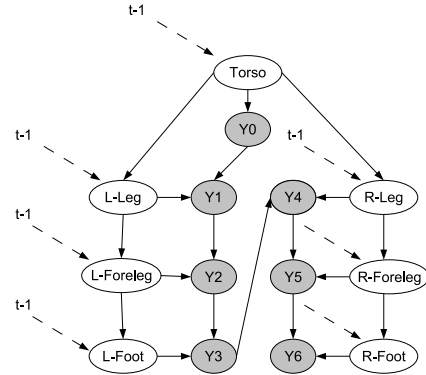 t-1
Torso
Y0
t-1
t-1
L-Leg
Y1
Y4
R-Leg
t-1
L-Foreleg
Y2
Y5
R-Foreleg
t-1
L-Foot
Y3
Y6
R-Foot